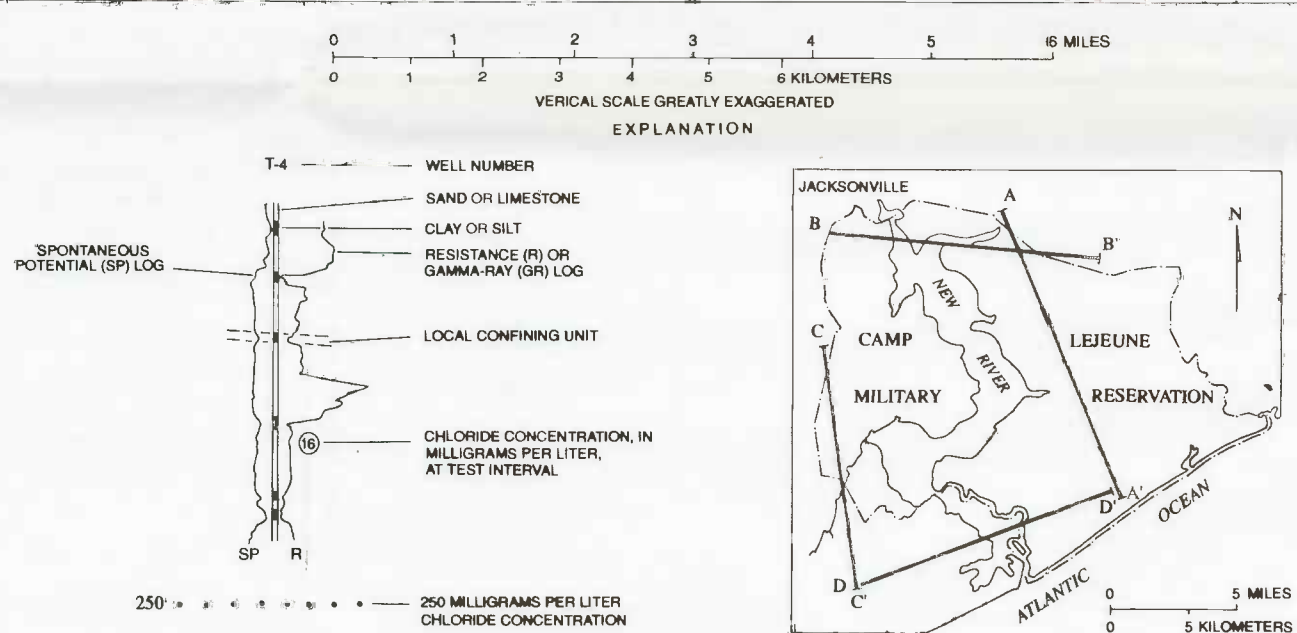 0 1 2 3 4 5 6 MILES
0 1 2 3 4 5 6 KILOMETERS
VERICAL SCALE GREATLY EXAGGERATED
EXPLANATION
T-4
WELL NUMBER
SAND OR LIMESTONE
CLAY OR SILT
RESISTANCE (R) OR
GAMMA-RAY (GR) LOG
SPONTANEOUS
POTENTIAL (SP) LOG
LOCAL CONFINING UNIT
16
CHLORIDE CONCENTRATION, IN
MILLIGRAMS PER LITER,
AT TEST INTERVAL
SP R
250
250 MILLIGRAMS PER LITER
CHLORIDE CONCENTRATION
JACKSONVILLE
A
N
B
B'
NEW
RIVER
C
CAMP
LEJEUNE
MILITARY
RESERVATION
D'
A'
OCEAN
D
C'
ATLANTIC
0 5 MILES
0 5 KILOMETERS